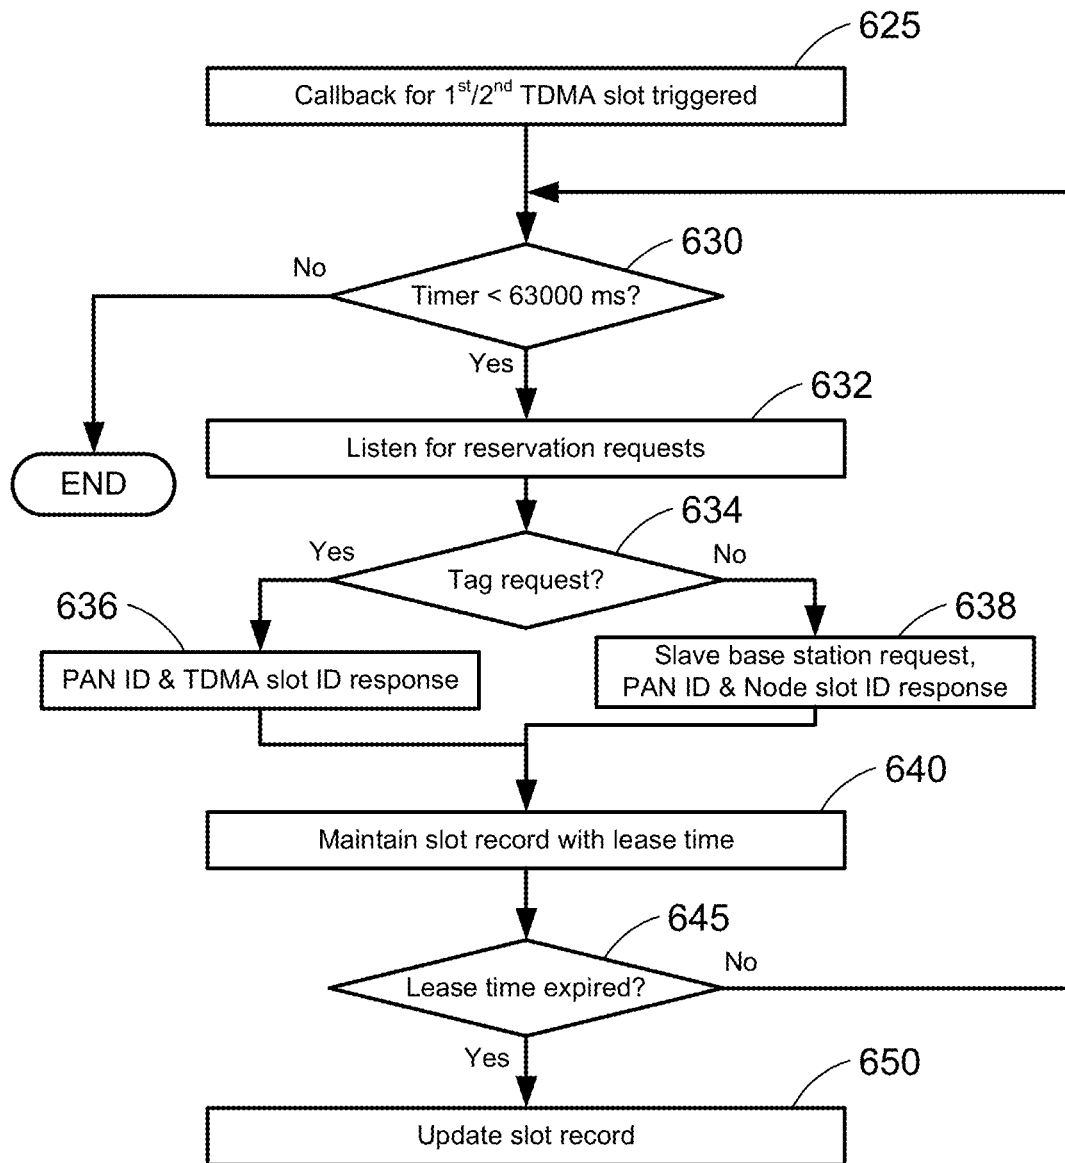 625
Callback for 1st/2nd TDMA slot triggered
630
No
Timer < 63000 ms?
Yes
632
Listen for reservation requests
END
634
Yes
No
Tag request?
636
638
PAN ID & TDMA slot ID response
Slave base station request,
PAN ID & Node slot ID response
640
Maintain slot record with lease time
645
No
Lease time expired?
Yes
650
Update slot record